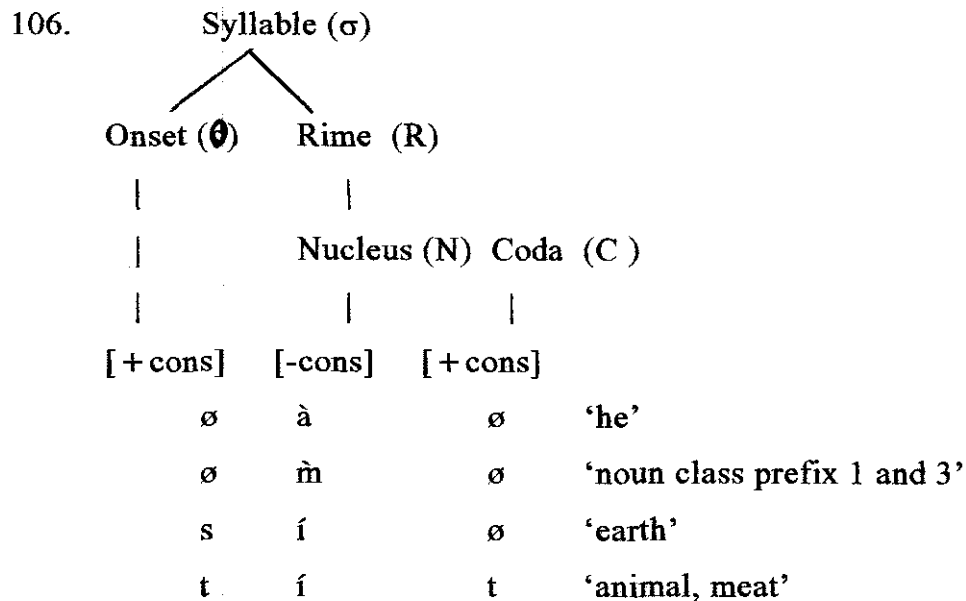 106. Syllable (σ)
Onset (θ) Rime (R)
Nucleus (N) Coda (C )
[+cons] [-cons] [+cons]
ø à ø ‘he’
ø m̀ ø ‘noun class prefix 1 and 3’
s í ø ‘earth’
t í t ‘animal, meat’